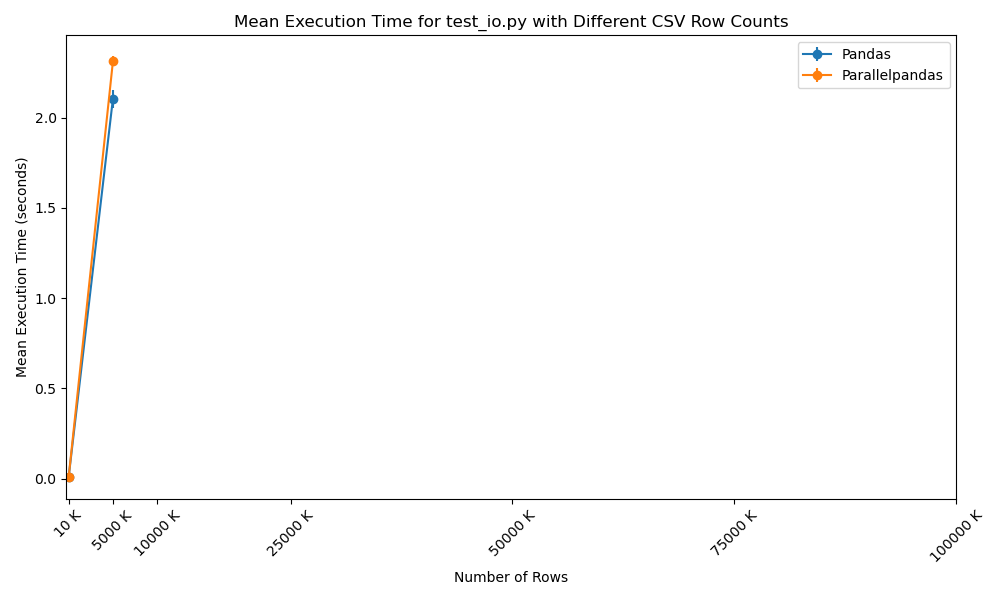 Mean Execution Time for test_io.py with Different CSV Row Counts
Pandas
Parallelpandas
Mean Execution Time (seconds)
2.0
1.5
1.0
0.5
0.0
10 K
5000 K
10000 K
25000 K
50000 K
75000 K
100000 K
Number of Rows